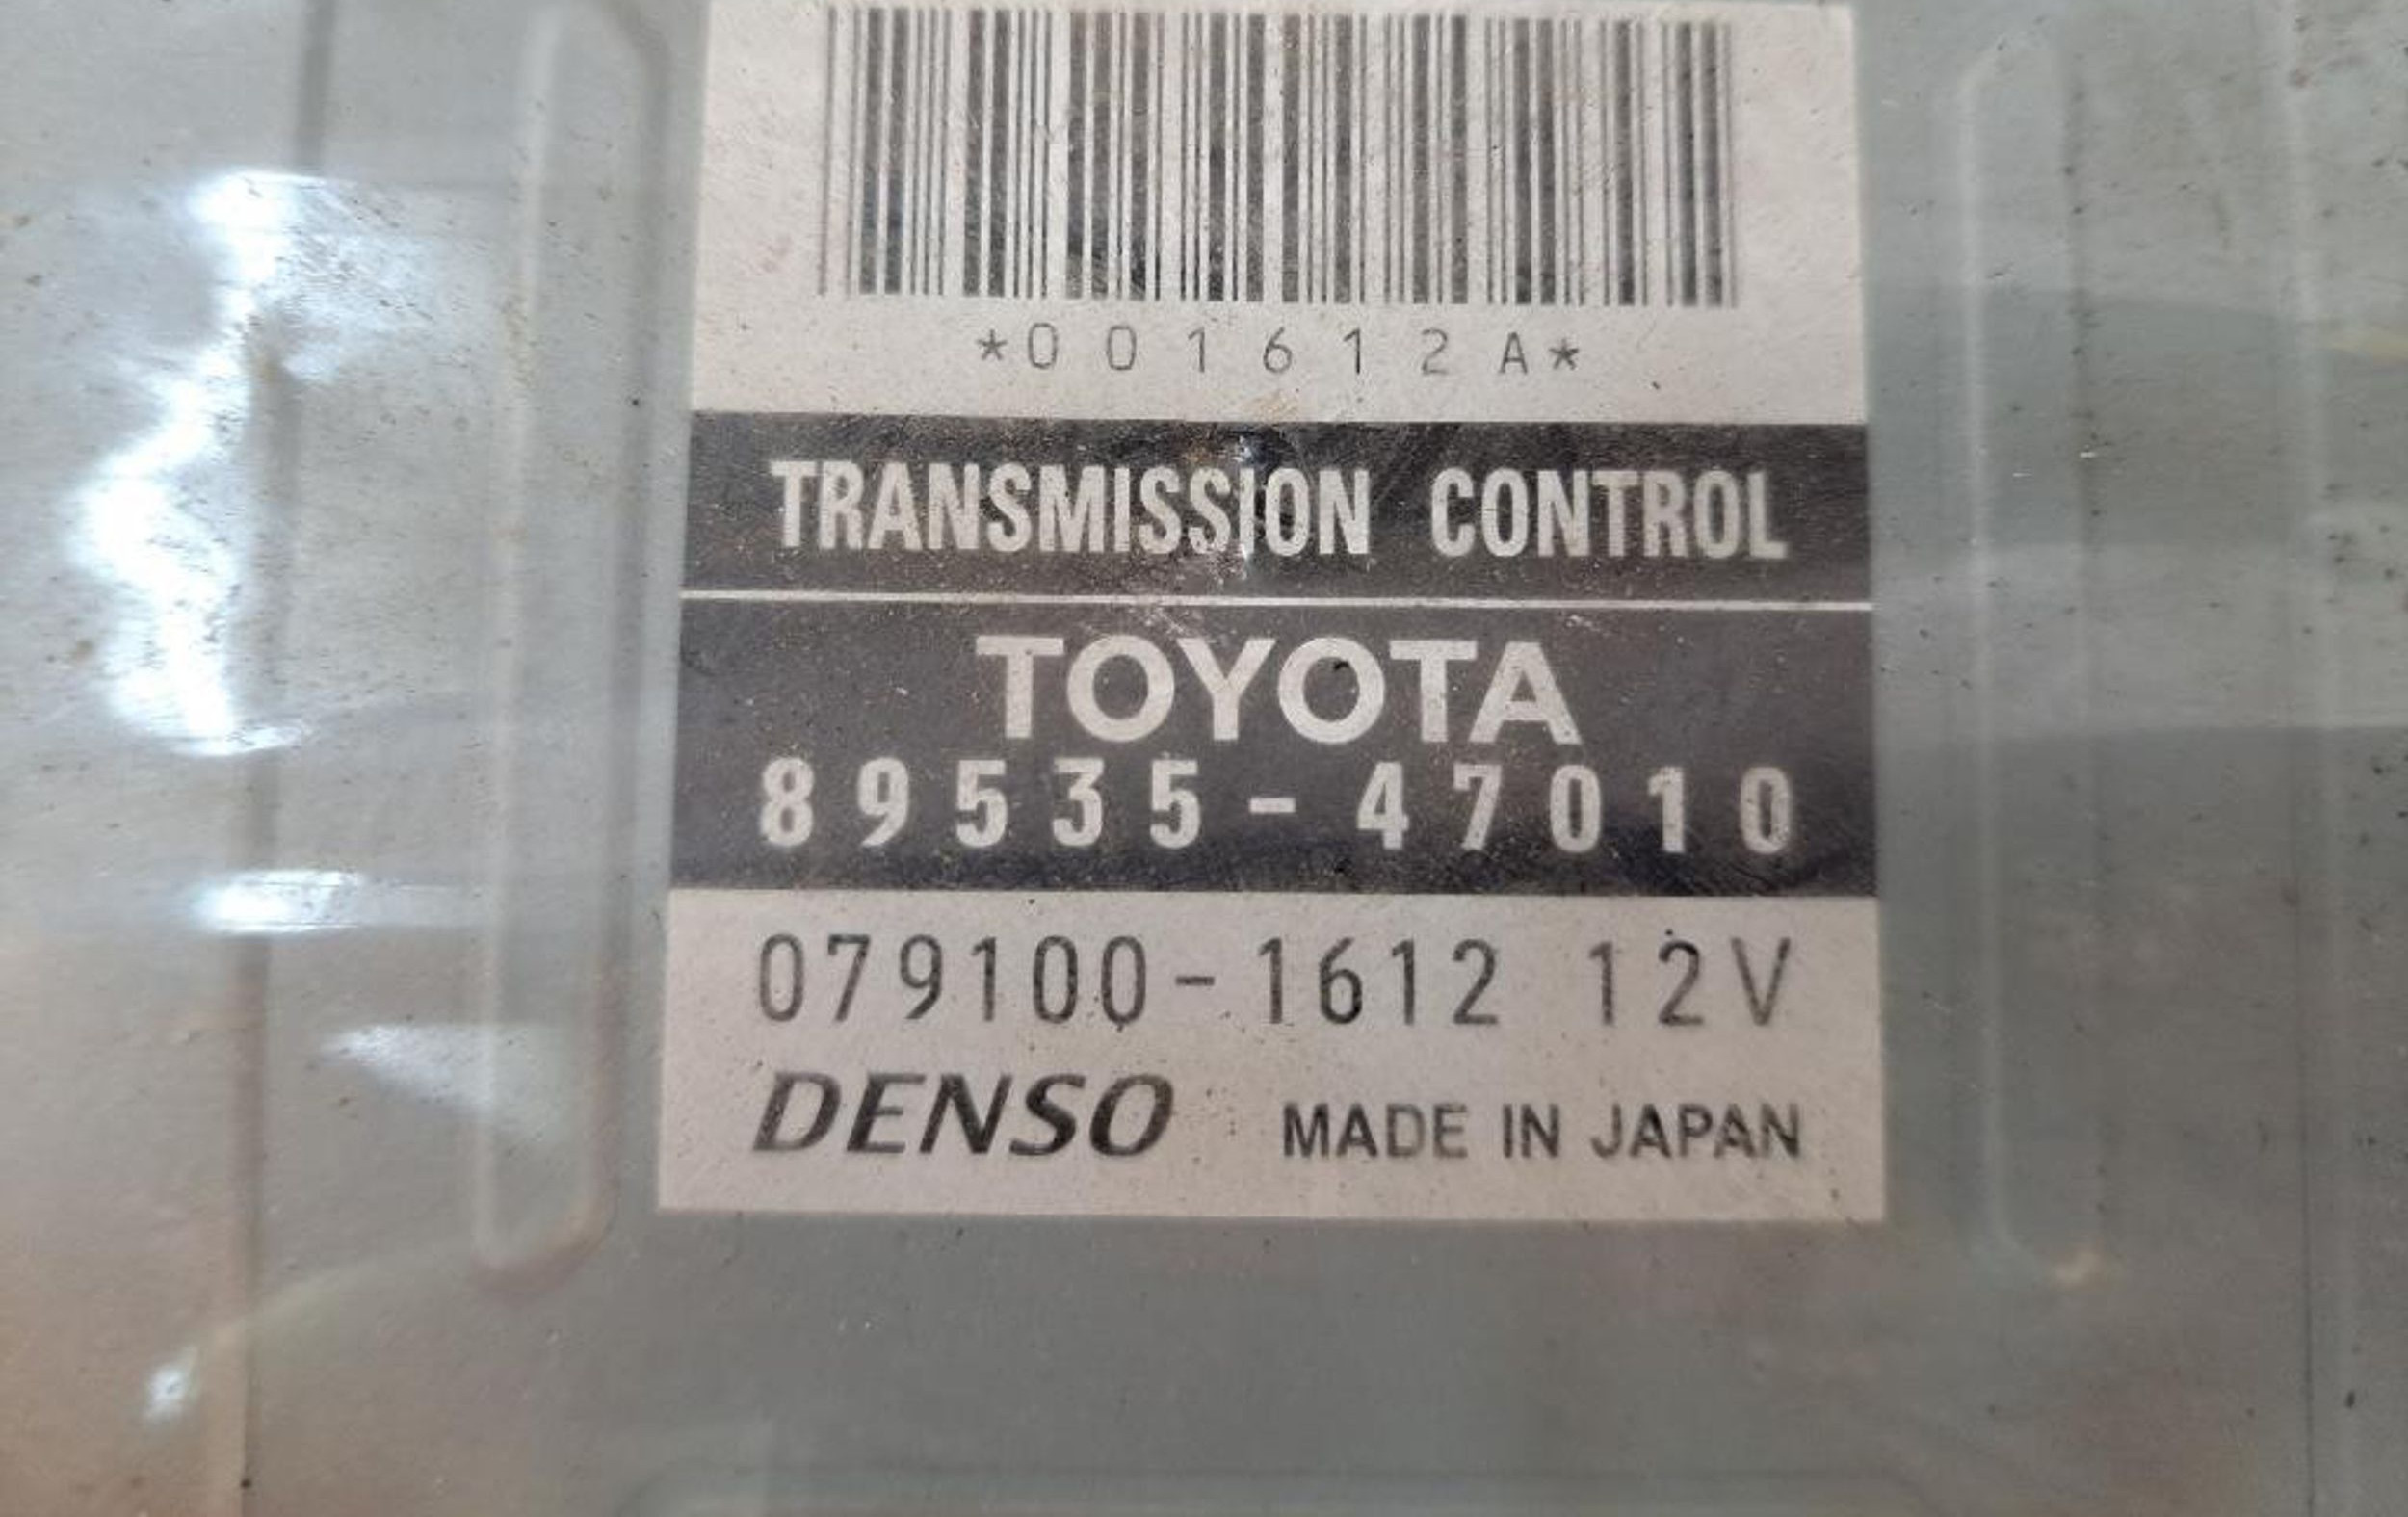 *001612A*
TRANSMISSION CONTROL
TOYOTA
89535-47010
079100-1612 12V
DENSO MADE IN JAPAN